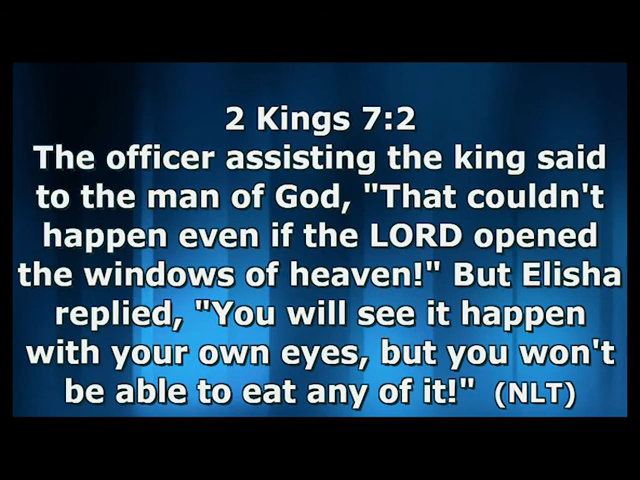 2 Kings 7:2
The officer assisting the king said
to the man of God, "That couldn't
happen even if the LORD opened
the windows of heaven!" But Elisha
replied, "You will see it happen
with your own eyes, but you won't
be able to eat any of it!" (NLT)